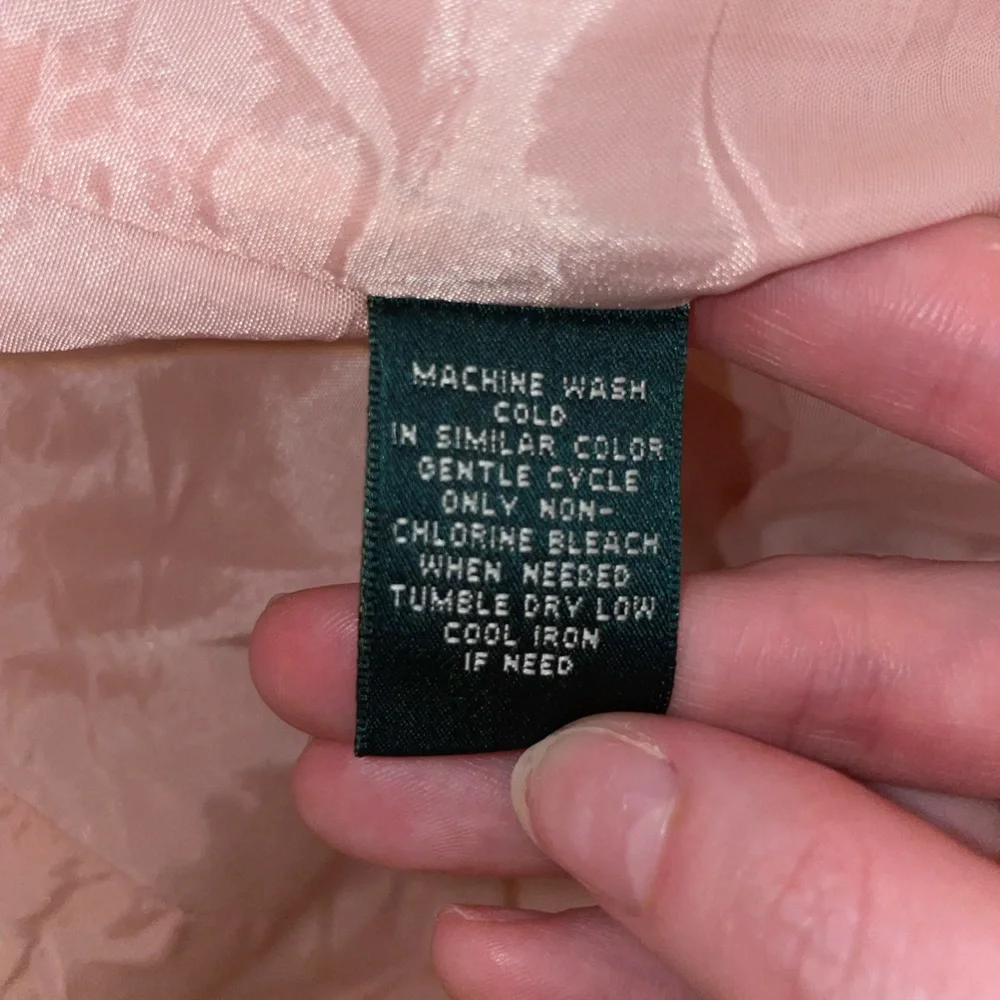 MACHINE WASH
COLD
IN SIMILAR COLOR
GENTLE CYCLE
ONLY NON-
CHLORINE BLEACH
WHEN NEEDED
TUMBLE DRY LOW
COOL IRON
IF NEED